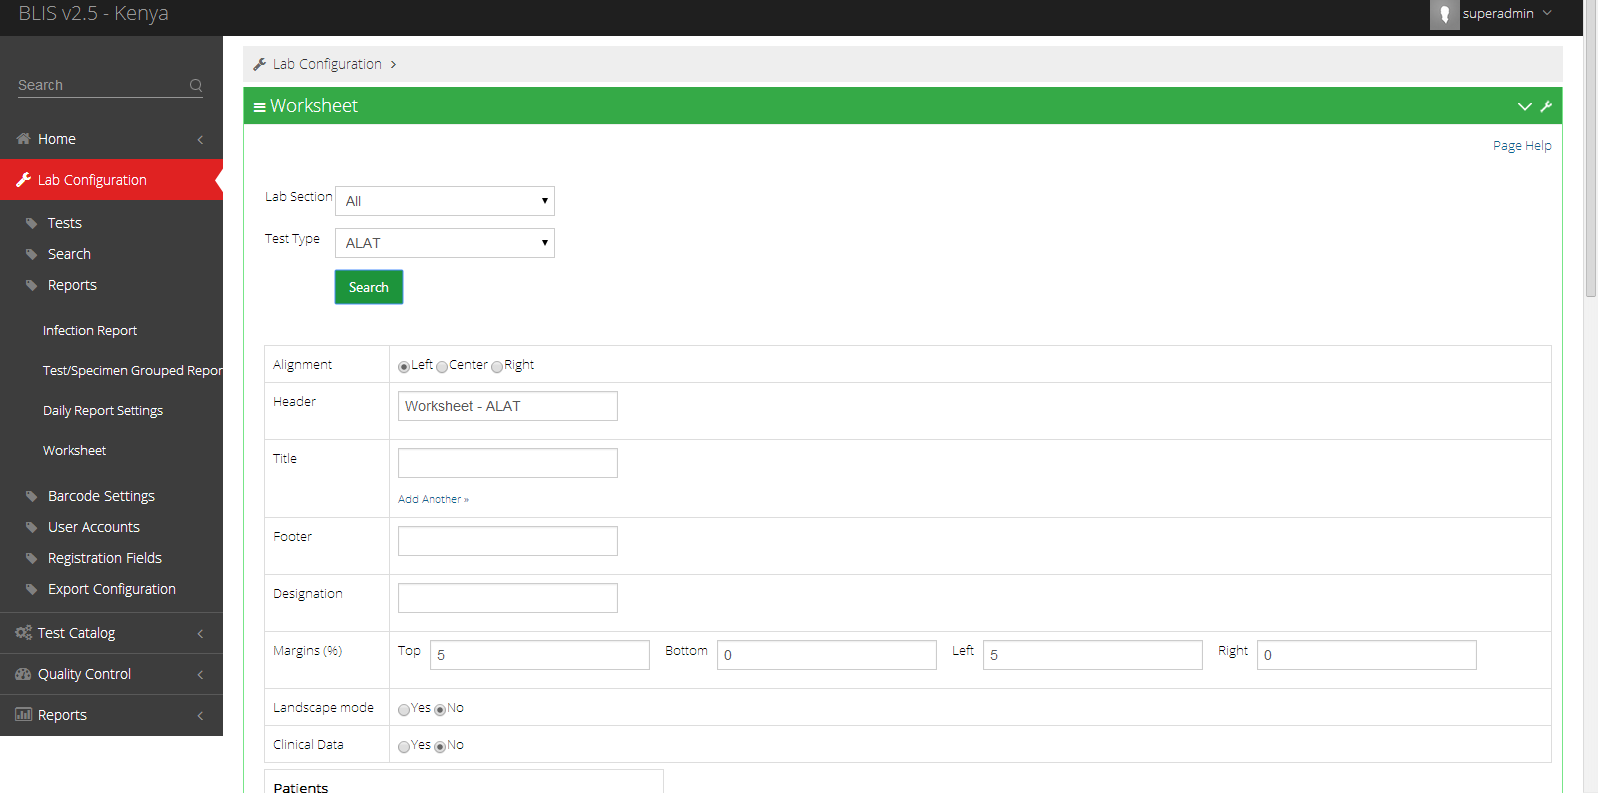 BLIS v2.5 - Kenya
superadmin
Search
Home
Lab Configuration
Tests
Search
Reports
Infection Report
Test/Specimen Grouped Repor
Daily Report Settings
Worksheet
Barcode Settings
User Accounts
Registration Fields
Export Configuration
Test Catalog
Quality Control
Reports
Lab Configuration >
Worksheet
Page Help
Lab Section All
Test Type ALAT
Search
Alignment Left Center Right
Header Worksheet - ALAT
Title
Add Another »
Footer
Designation
Margins (%) Top 5 Bottom 0 Left 5 Right 0
Landscape mode Yes No
Clinical Data Yes No
Patients